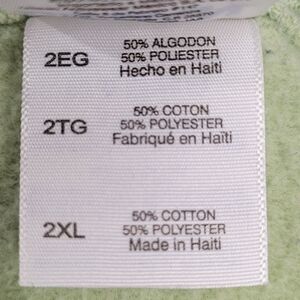 50% ALGODON
2EG 50% POLIESTER
Hecho en Haiti
50% COTON
2TG 50% POLYESTER
Fabriqué en Haïti
50% COTTON
2XL 50% POLYESTER
Made in Haiti